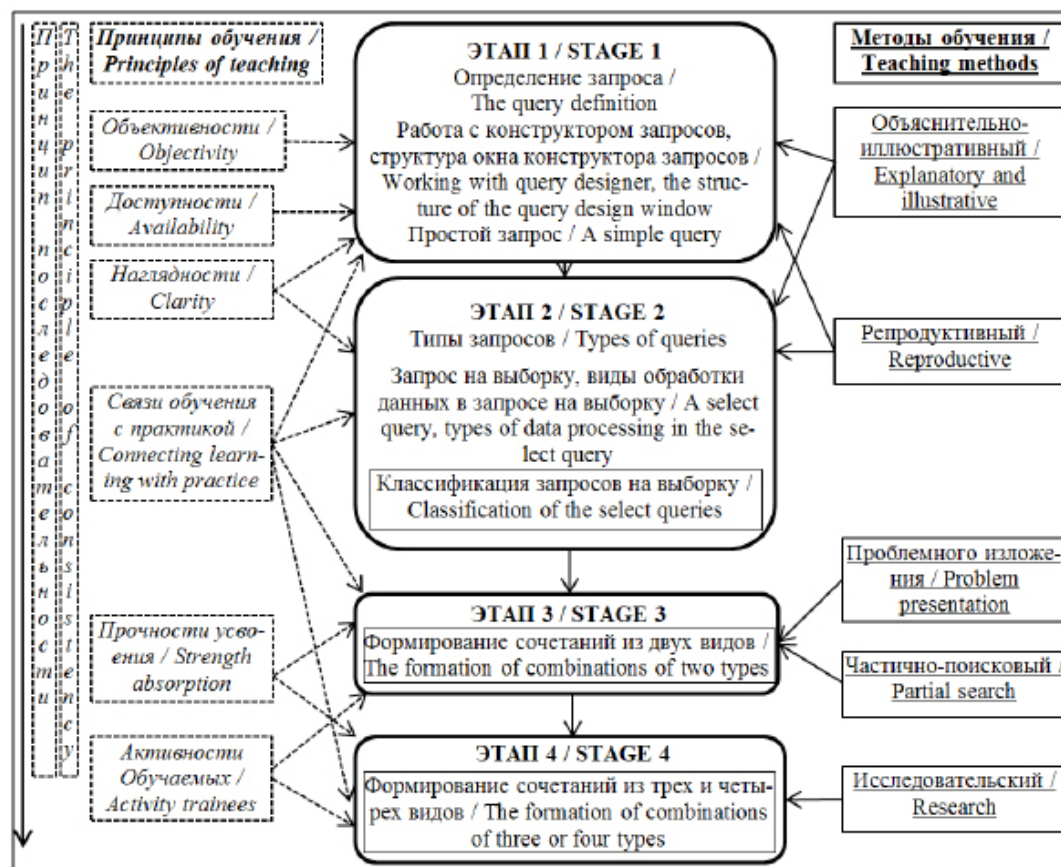 Принцип последовательности
The principle of consistency
Принципы обучения /
Principles of teaching
Объективности /
Objectivity
Доступности /
Availability
Наглядности /
Clarity
Связи обучения
с практикой /
Connecting learn-
ing with practice
Прочности усво-
ения / Strength
absorption
Активности
Обучаемых /
Activity trainees
ЭТАП 1 / STAGE 1
Определение запроса /
The query definition
Работа с конструктором запросов,
структура окна конструктора запросов /
Working with query designer, the struc-
ture of the query design window
Простой запрос / A simple query
ЭТАП 2 / STAGE 2
Типы запросов / Types of queries
Запрос на выборку, виды обработки
данных в запросе на выборку / A
select query, types of data processing in the se-
lect query
Классификация запросов на выборку /
Classification of the select queries
ЭТАП 3 / STAGE 3
Формирование сочетаний из двух видов /
The formation of combinations of two types
ЭТАП 4 / STAGE 4
Формирование сочетаний из трех и четы-
рех видов / The formation of combinations
of three or four types
Методы обучения /
Teaching methods
Объяснительно-
иллюстративный /
Explanatory and
illustrative
Репродуктивный /
Reproductive
Проблемного изложе-
ния / Problem
presentation
Частично-поисковый /
Partial search
Исследовательский /
Research